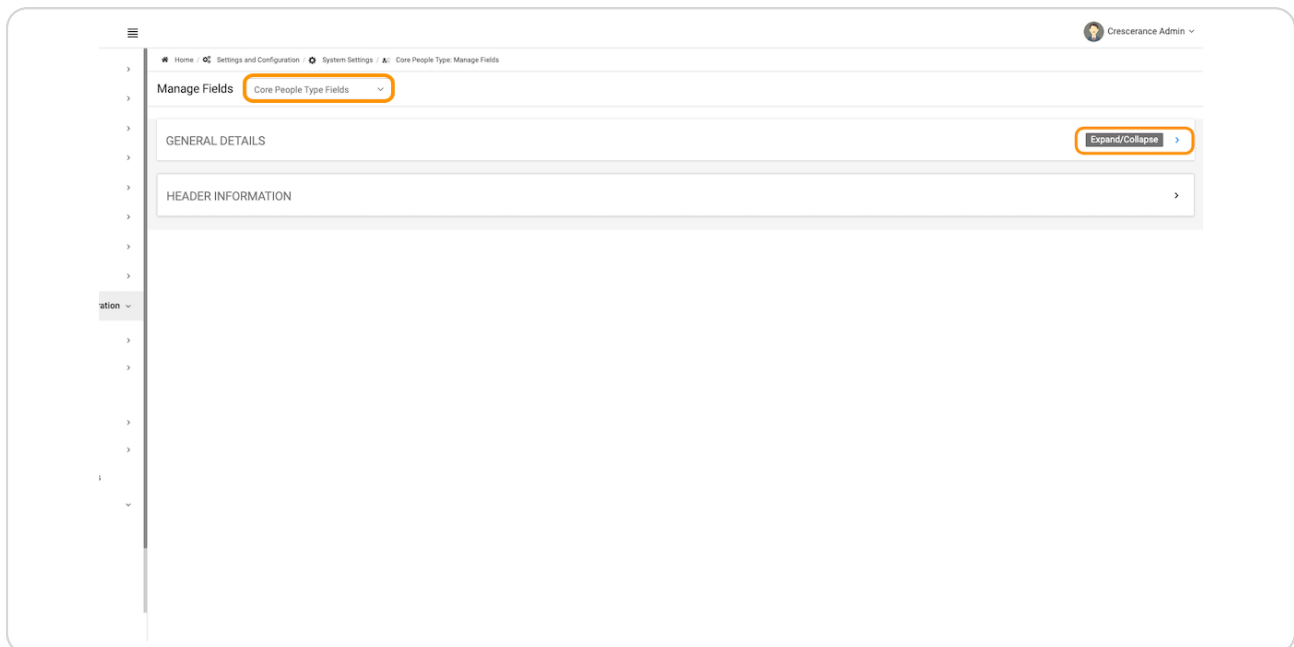 Crescerance Admin
Home / Settings and Configuration / System Settings / Core People Type: Manage Fields
Manage Fields Core People Type Fields
GENERAL DETAILS Expand/Collapse
HEADER INFORMATION
ration
s